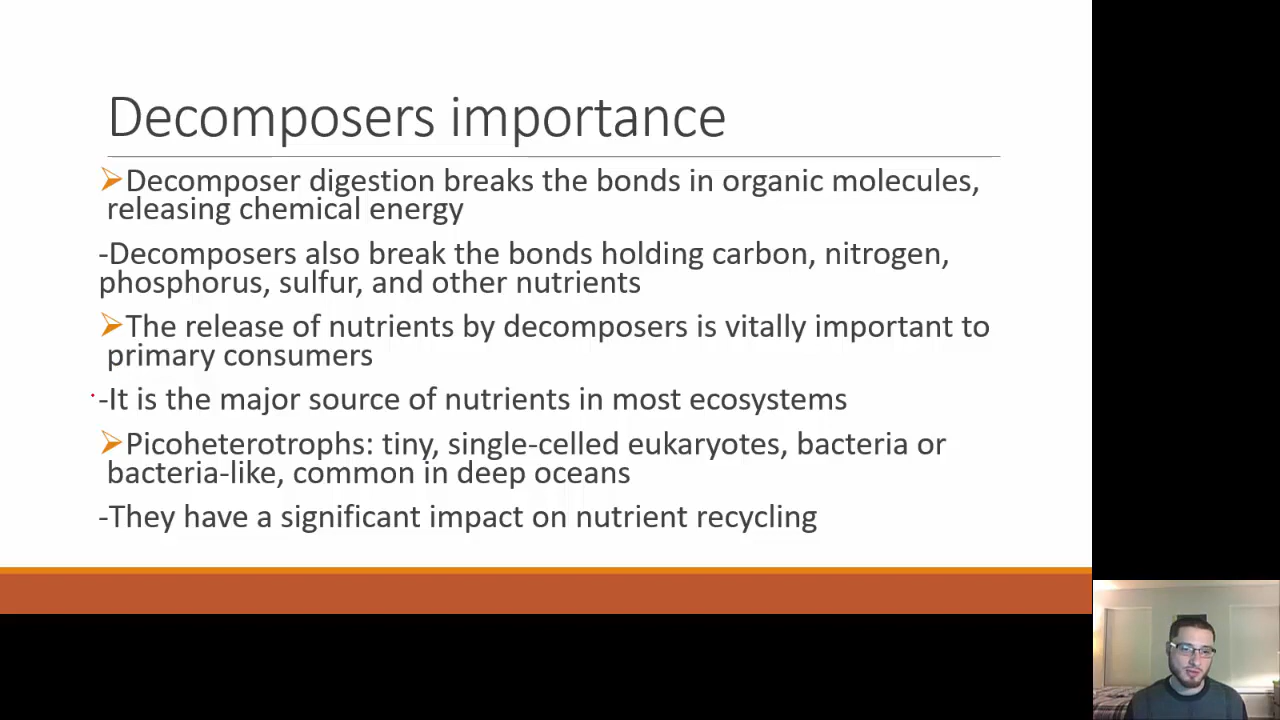 Decomposers importance
➢Decomposer digestion breaks the bonds in organic molecules,
releasing chemical energy
-Decomposers also break the bonds holding carbon, nitrogen,
phosphorus, sulfur, and other nutrients
➢The release of nutrients by decomposers is vitally important to
primary consumers
-It is the major source of nutrients in most ecosystems
➢Picoheterotrophs: tiny, single-celled eukaryotes, bacteria or
bacteria-like, common in deep oceans
-They have a significant impact on nutrient recycling